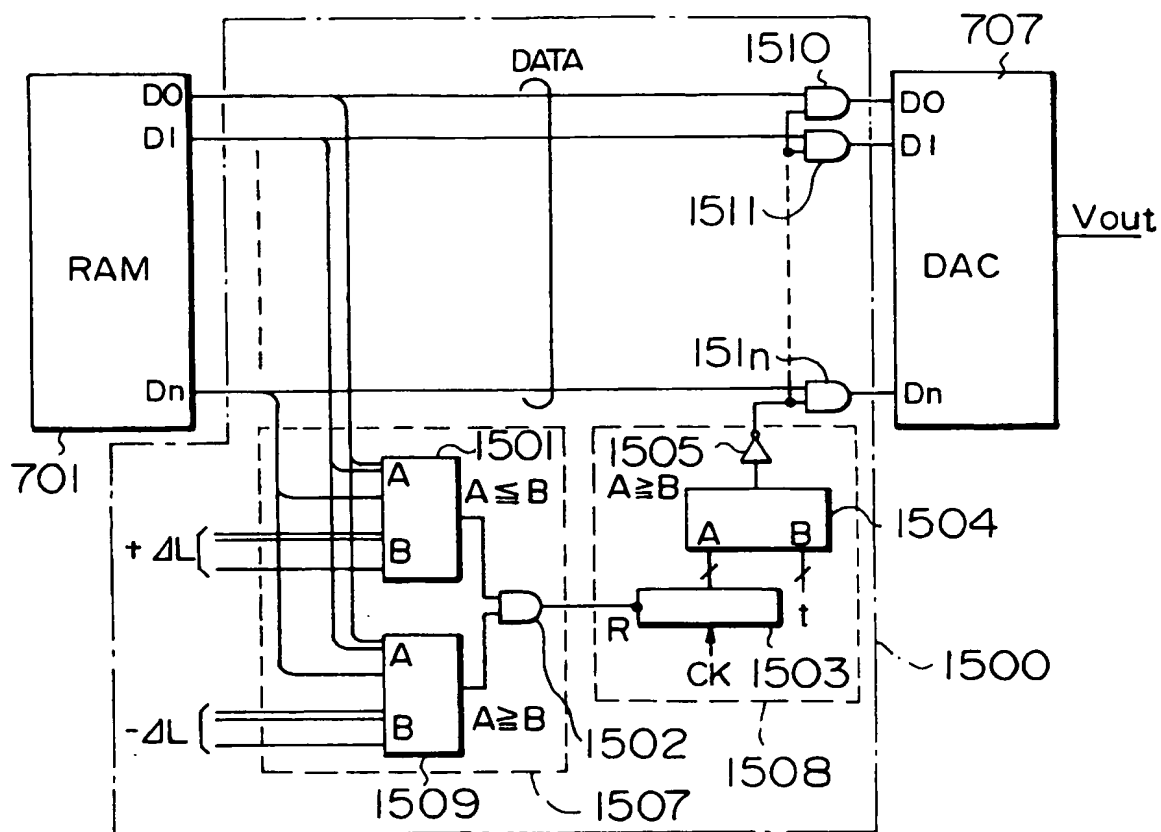 1510
707
DATA
D0
D0
D1
D1
1511
Vout
RAM
DAC
151n
Dn
Dn
701
1501
1505
A
A ≦ B
A ≧ B
1504
+ΔL
B
A B
t
R
A
CK 1503
1500
-ΔL
B
A ≧ B
1502
1508
1509
1507